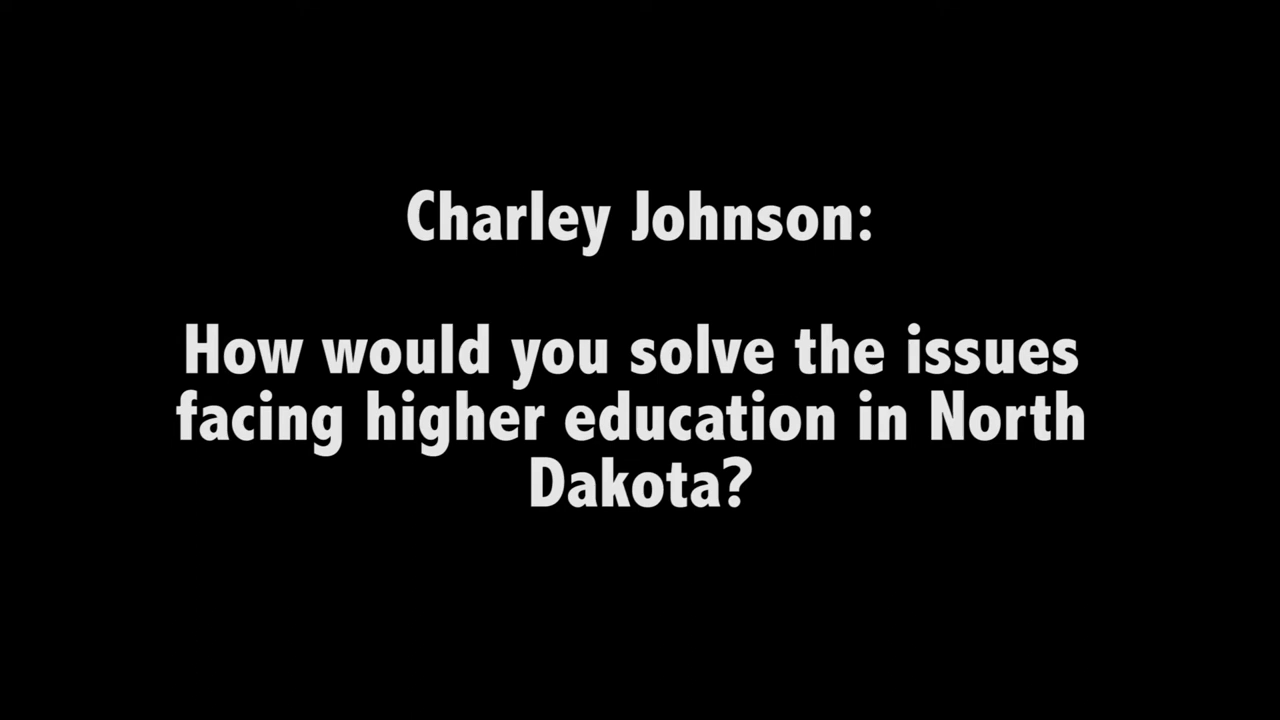 Charley Johnson:
How would you solve the issues
facing higher education in North
Dakota?